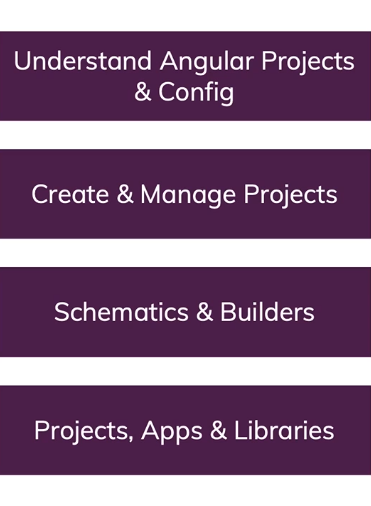 Understand Angular Projects
& Config
Create & Manage Projects
Schematics & Builders
Projects, Apps & Libraries